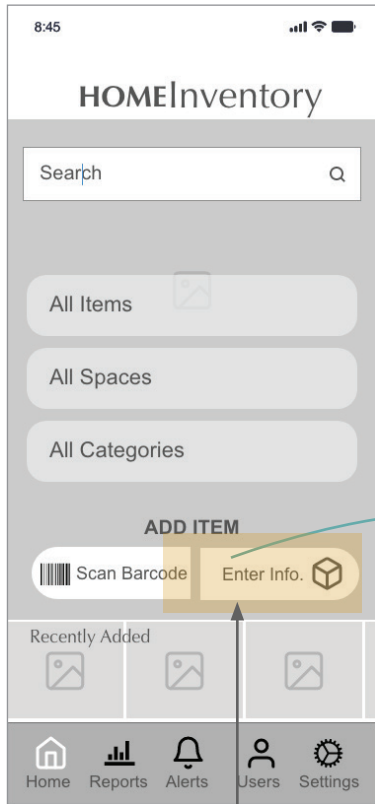 8:45
HOMEInventory
Search
All Items
All Spaces
All Categories
ADD ITEM
Scan Barcode Enter Info.
Recently Added
Home Reports Alerts Users Settings